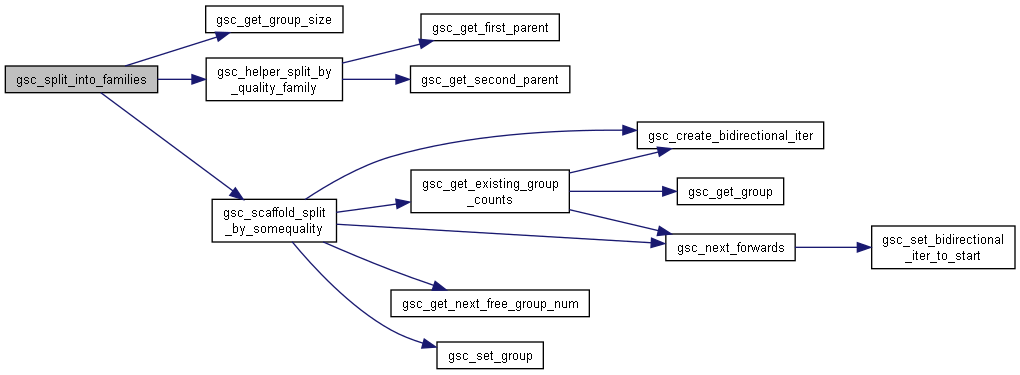 gsc_split_into_families
gsc_get_group_size
gsc_helper_split_by
_quality_family
gsc_get_first_parent
gsc_get_second_parent
gsc_scaffold_split
_by_somequality
gsc_create_bidirectional_iter
gsc_get_existing_group
_counts
gsc_get_group
gsc_next_forwards
gsc_set_bidirectional
_iter_to_start
gsc_get_next_free_group_num
gsc_set_group